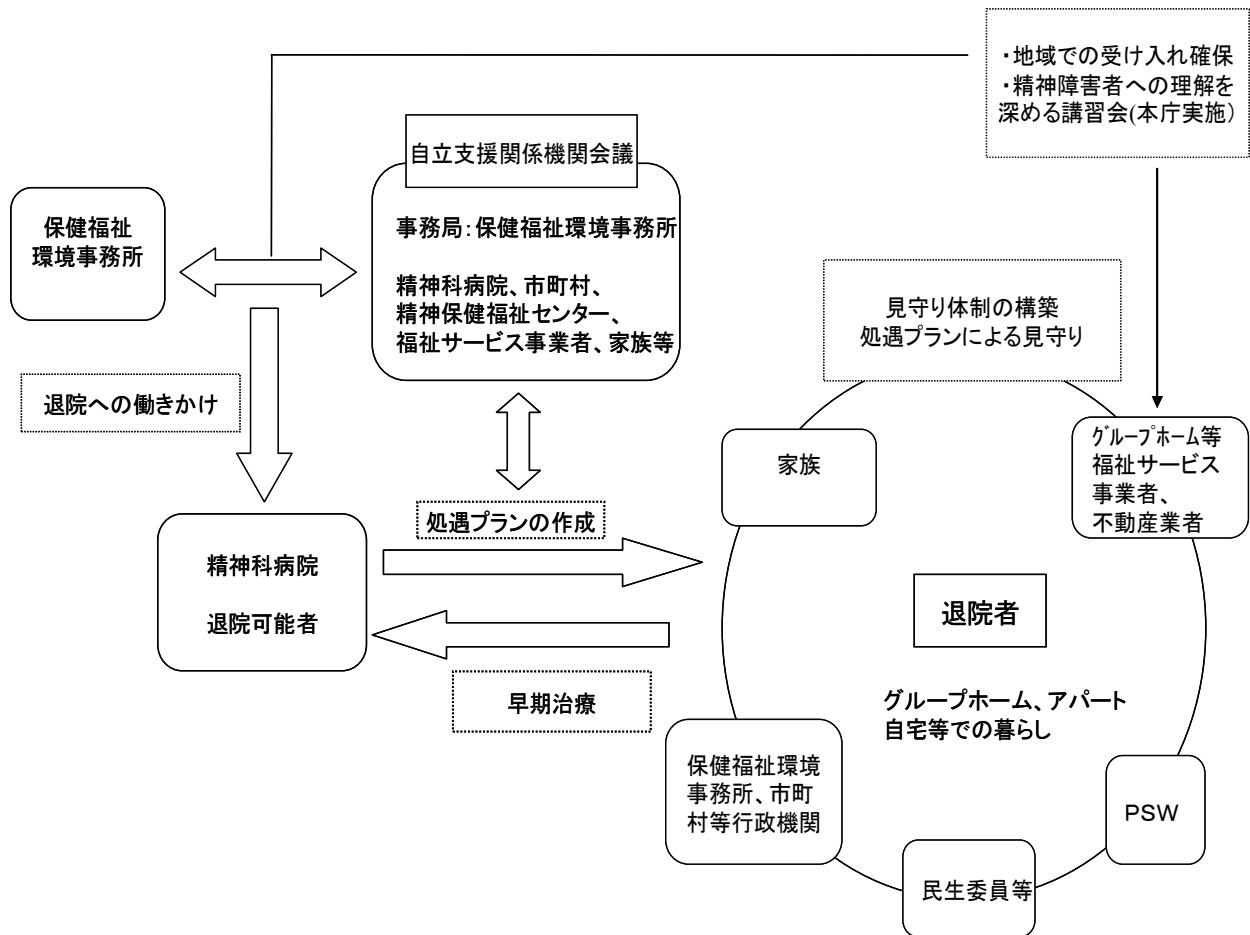 ・地域での受け入れ確保
・精神障害者への理解を
深める講習会(本庁実施)
自立支援関係機関会議
事務局:保健福祉環境事務所
精神科病院、市町村、
精神保健福祉センター、
福祉サービス事業者、家族等
保健福祉
環境事務所
退院への働きかけ
見守り体制の構築
処遇プランによる見守り
家族
グループホーム等
福祉サービス
事業者、
不動産業者
処遇プランの作成
精神科病院
退院可能者
早期治療
退院者
グループホーム、アパート
自宅等での暮らし
保健福祉環境
事務所、市町
村等行政機関
PSW
民生委員等